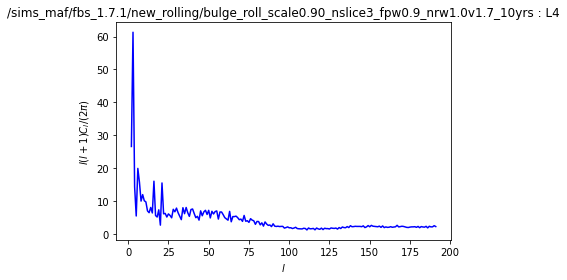 /sims_maf/fbs_1.7.1/new_rolling/bulge_roll_scale0.90_nslice3_fpw0.9_nrw1.0v1.7_10yrs : L4
60
50
40
30
20
10
0
l(l + 1)Cₗ/(2π)
0 25 50 75 100 125 150 175 200
l